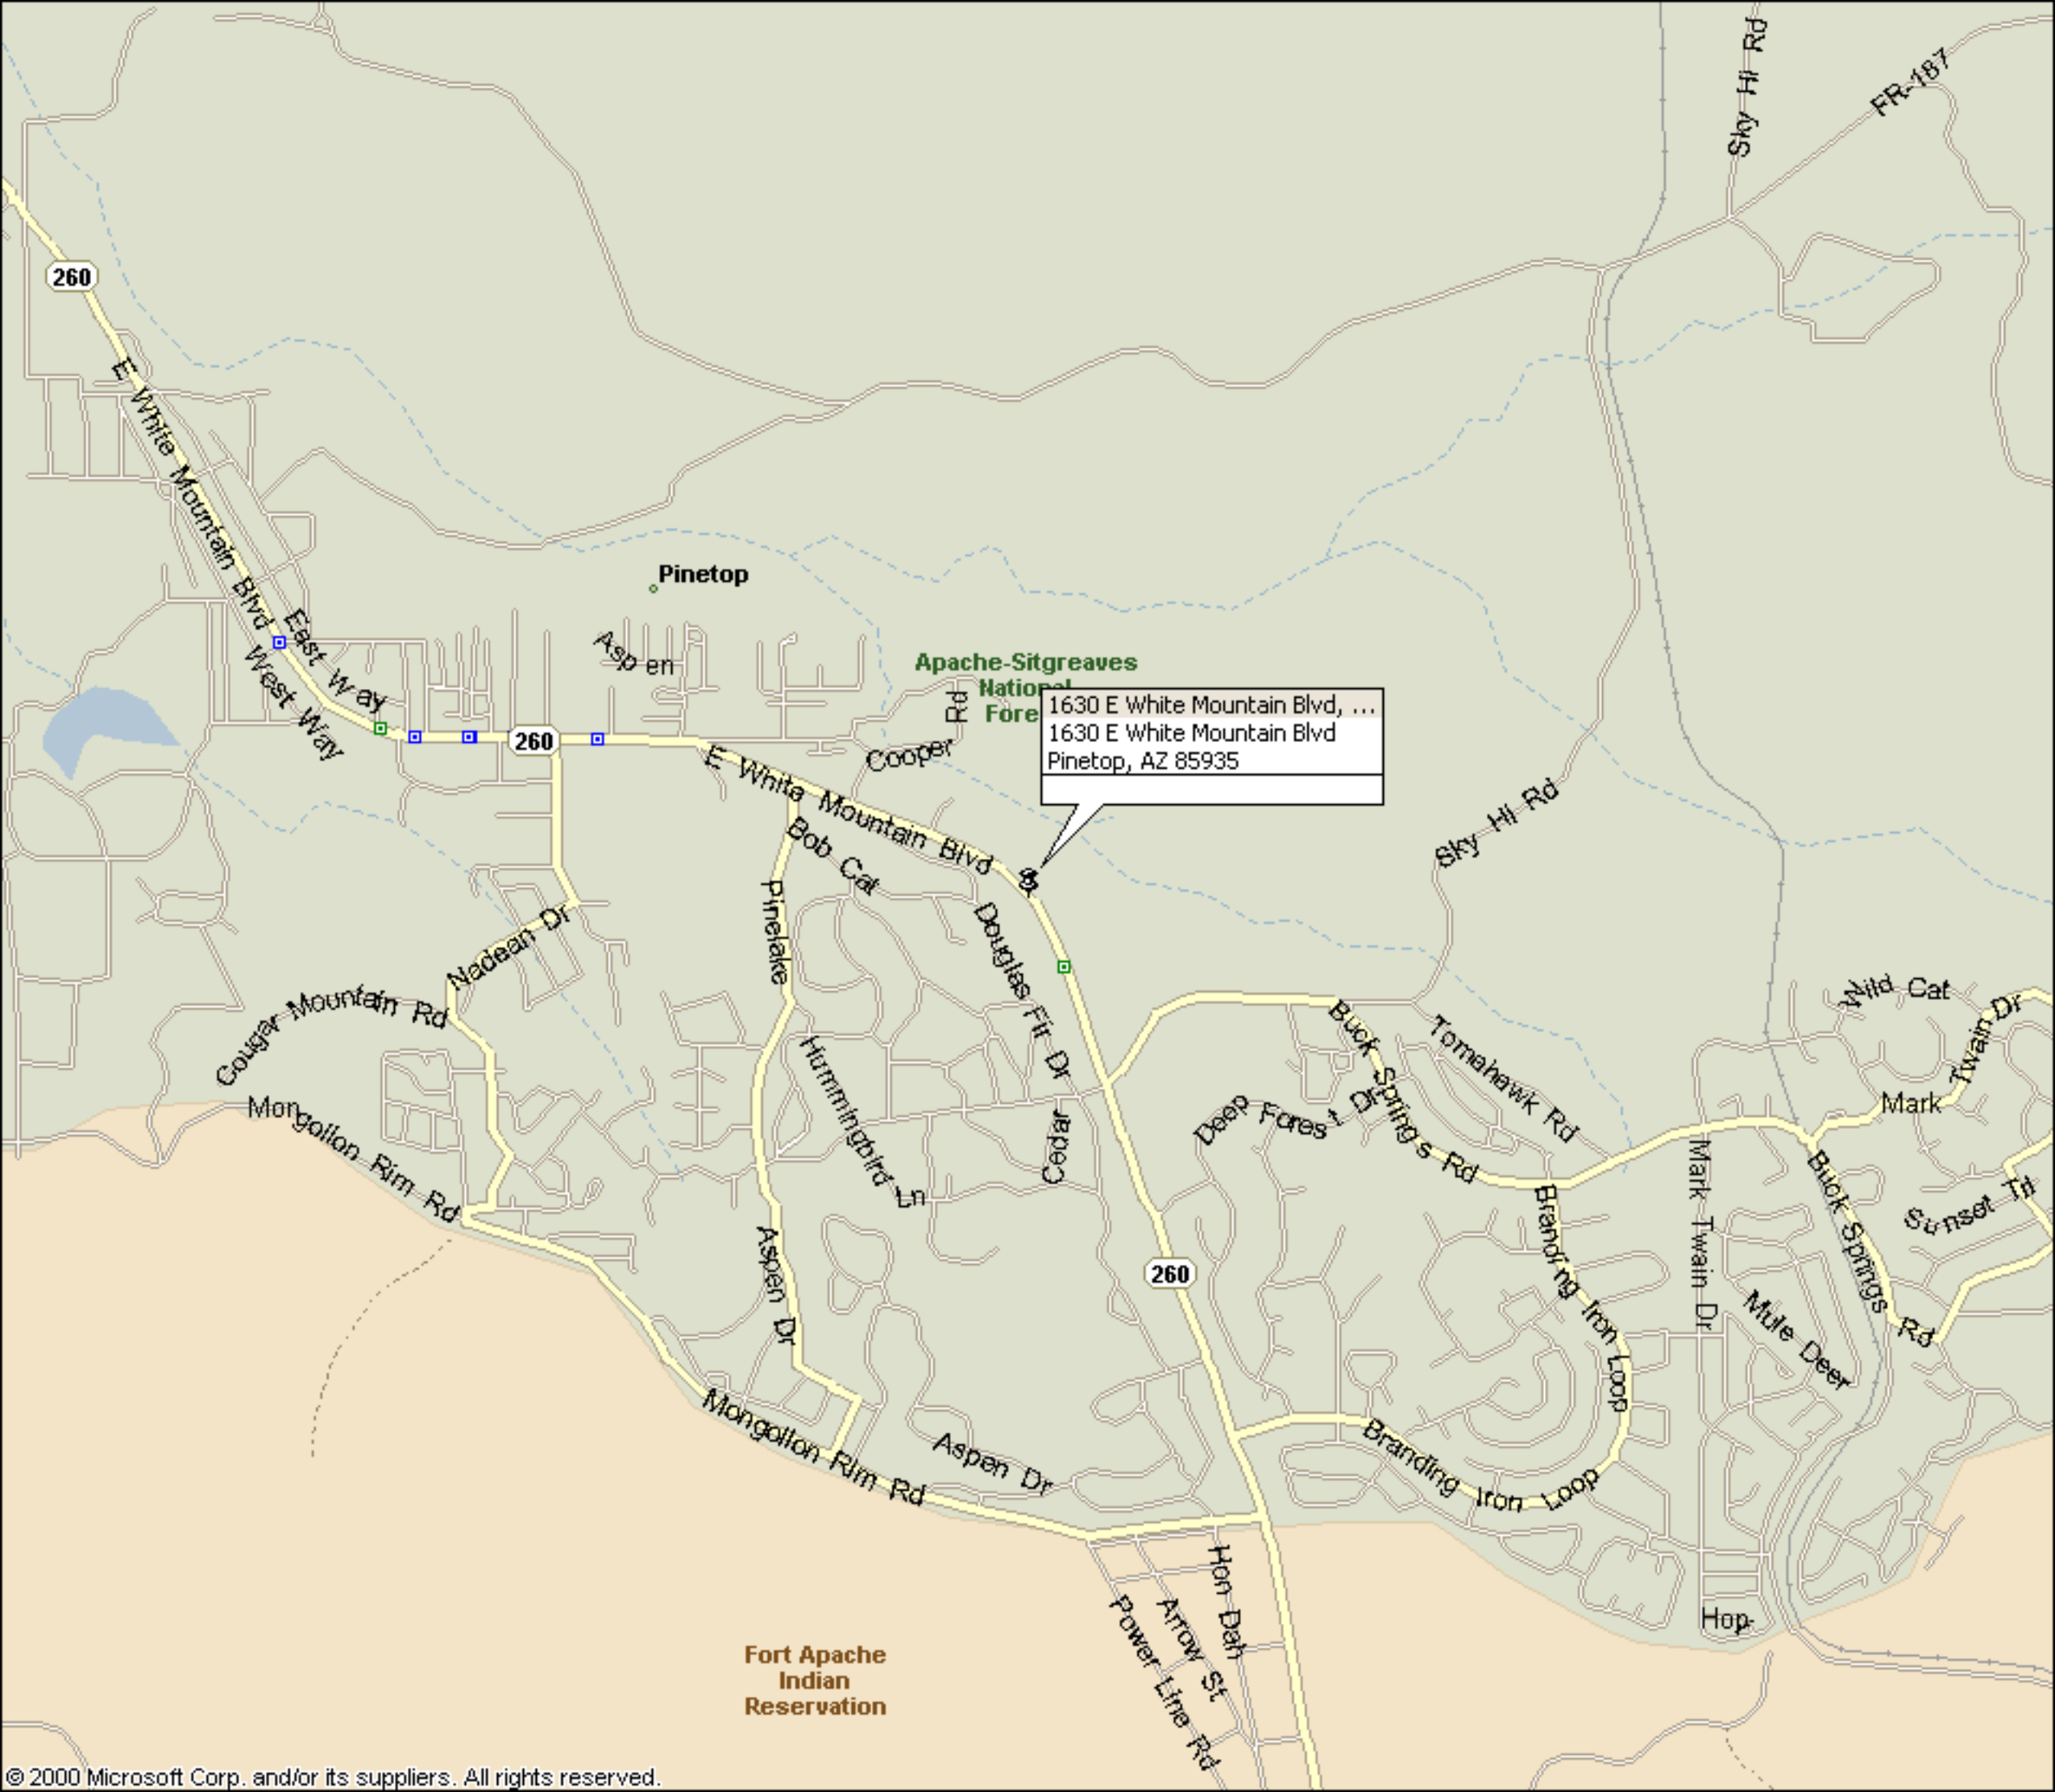 Sky Hi Rd
FR-187
260
E White Mountain Blvd
Pinetop
East Way
West Way
Aspen
Apache-Sitgreaves
National
Fore
Rd
Cooper
1630 E White Mountain Blvd, ...
1630 E White Mountain Blvd
Pinetop, AZ 85935
260
E White Mountain Blvd
Bob Cat
Pinelake
Sky Hi Rd
Douglas Fir Dr
Nadean Dr
Cougar Mountain Rd
Mongollon Rim Rd
Hummingbird Ln
Cedar
Buck Springs Rd
Tomahawk Rd
Deep Forest Dr
Wild Cat
Mark Twain Dr
Mark Twain Dr
Buck Springs Rd
Sunset Trl
Mule Deer
Branding Iron Loop
260
Aspen Dr
Mongollon Rim Rd
Aspen Dr
Branding Iron Loop
Hon Dah
Arrow St
Power Line Rd
Hop-
Fort Apache
Indian
Reservation
© 2000 Microsoft Corp. and/or its suppliers. All rights reserved.